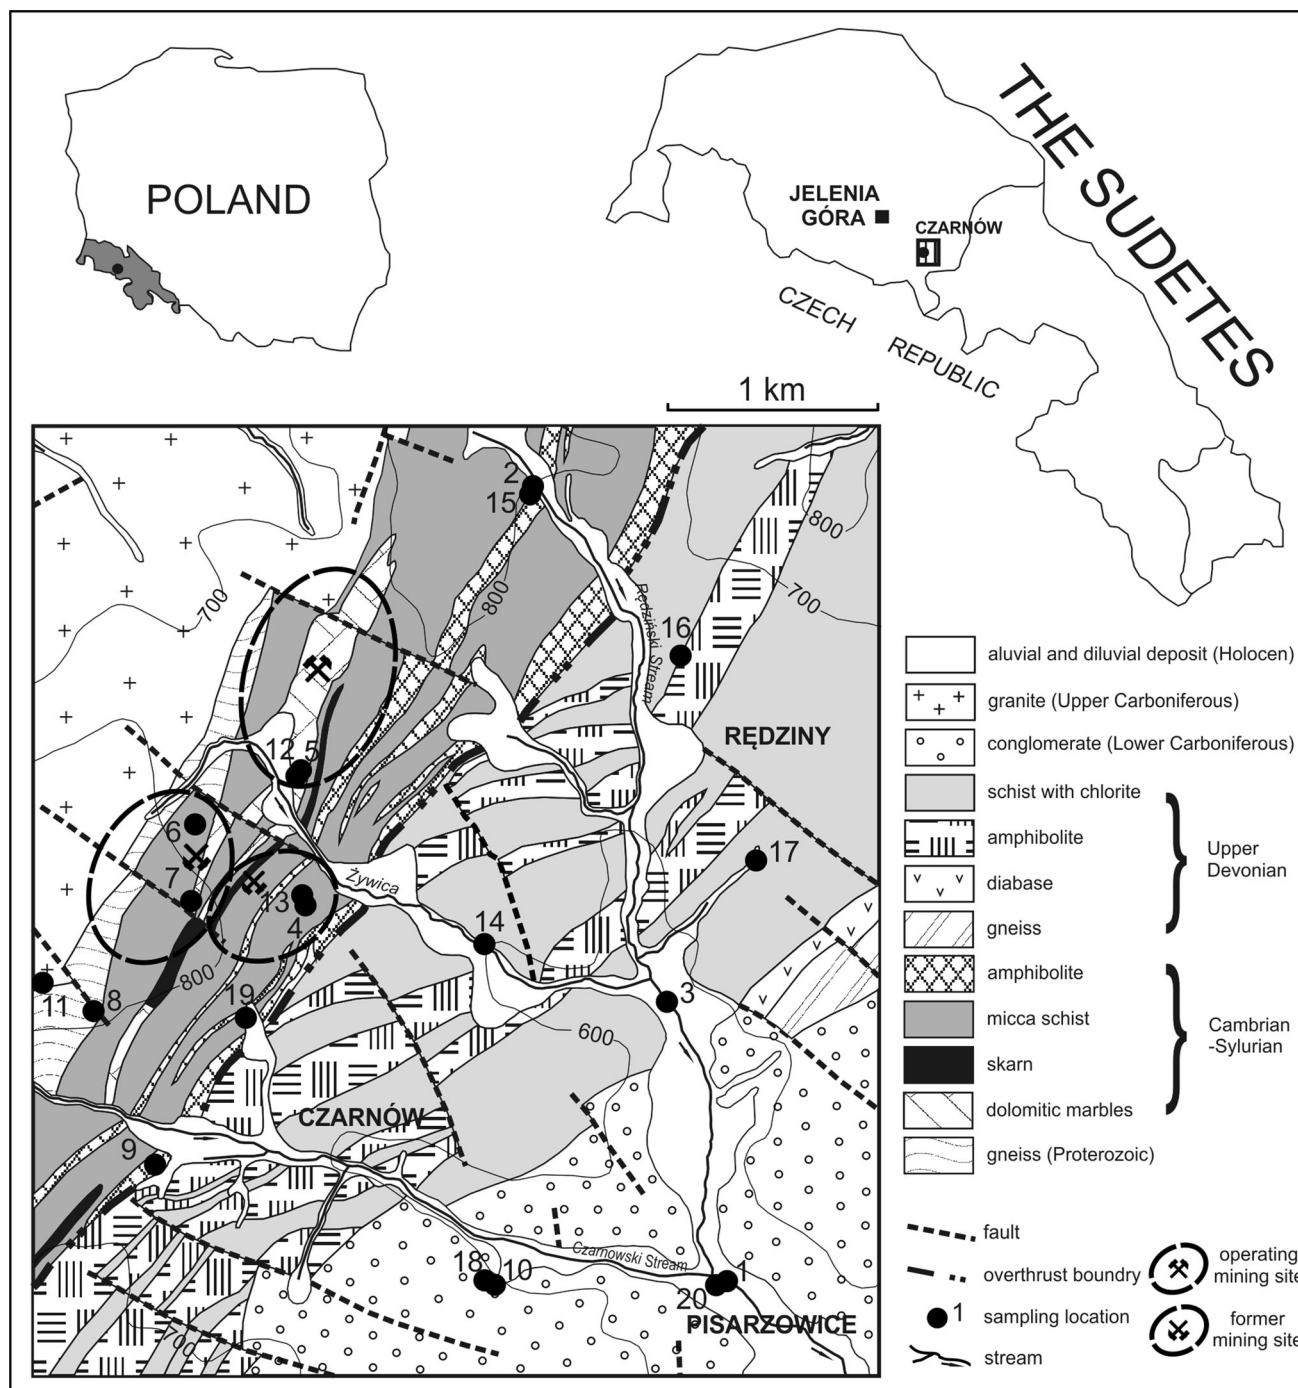 POLAND
THE SUDETES
JELENIA
GÓRA
CZARNÓW
CZECH
REPUBLIC
1 km
2
15
800
800
700
700
Rędziński Stream
16
RĘDZINY
12
5
6
7
13
4
Żywica
14
17
3
11
8
800
19
600
CZARNÓW
9
18
10
Czarnowski Stream
1
20
PISARZOWICE
700
aluvial and diluvial deposit (Holocen)
granite (Upper Carboniferous)
conglomerate (Lower Carboniferous)
schist with chlorite
amphibolite
diabase
gneiss
Upper
Devonian
amphibolite
micca schist
skarn
dolomitic marbles
Cambrian
-Sylurian
gneiss (Proterozoic)
fault
overthrust boundry
1 sampling location
stream
operating
mining site
former
mining site